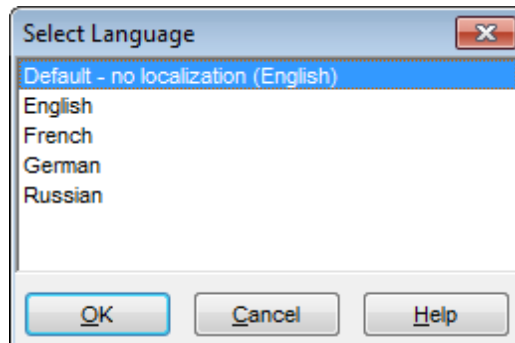 Select Language
Default - no localization (English)
English
French
German
Russian
OK
Cancel
Help